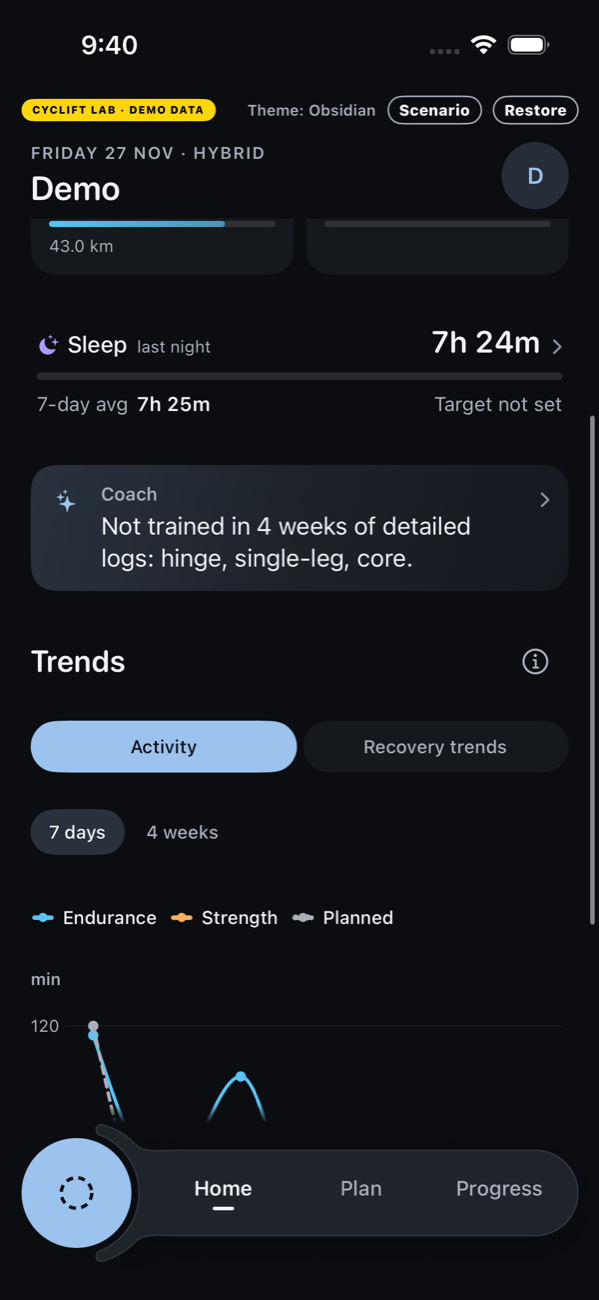 9:40
CYCLIFT LAB · DEMO DATA
Theme: Obsidian
Scenario
Restore
FRIDAY 27 NOV · HYBRID
Demo
D
43.0 km
Sleep last night
7h 24m
7-day avg 7h 25m
Target not set
Coach
Not trained in 4 weeks of detailed
logs: hinge, single-leg, core.
Trends
Activity
Recovery trends
7 days
4 weeks
Endurance
Strength
Planned
min
120
Home
Plan
Progress